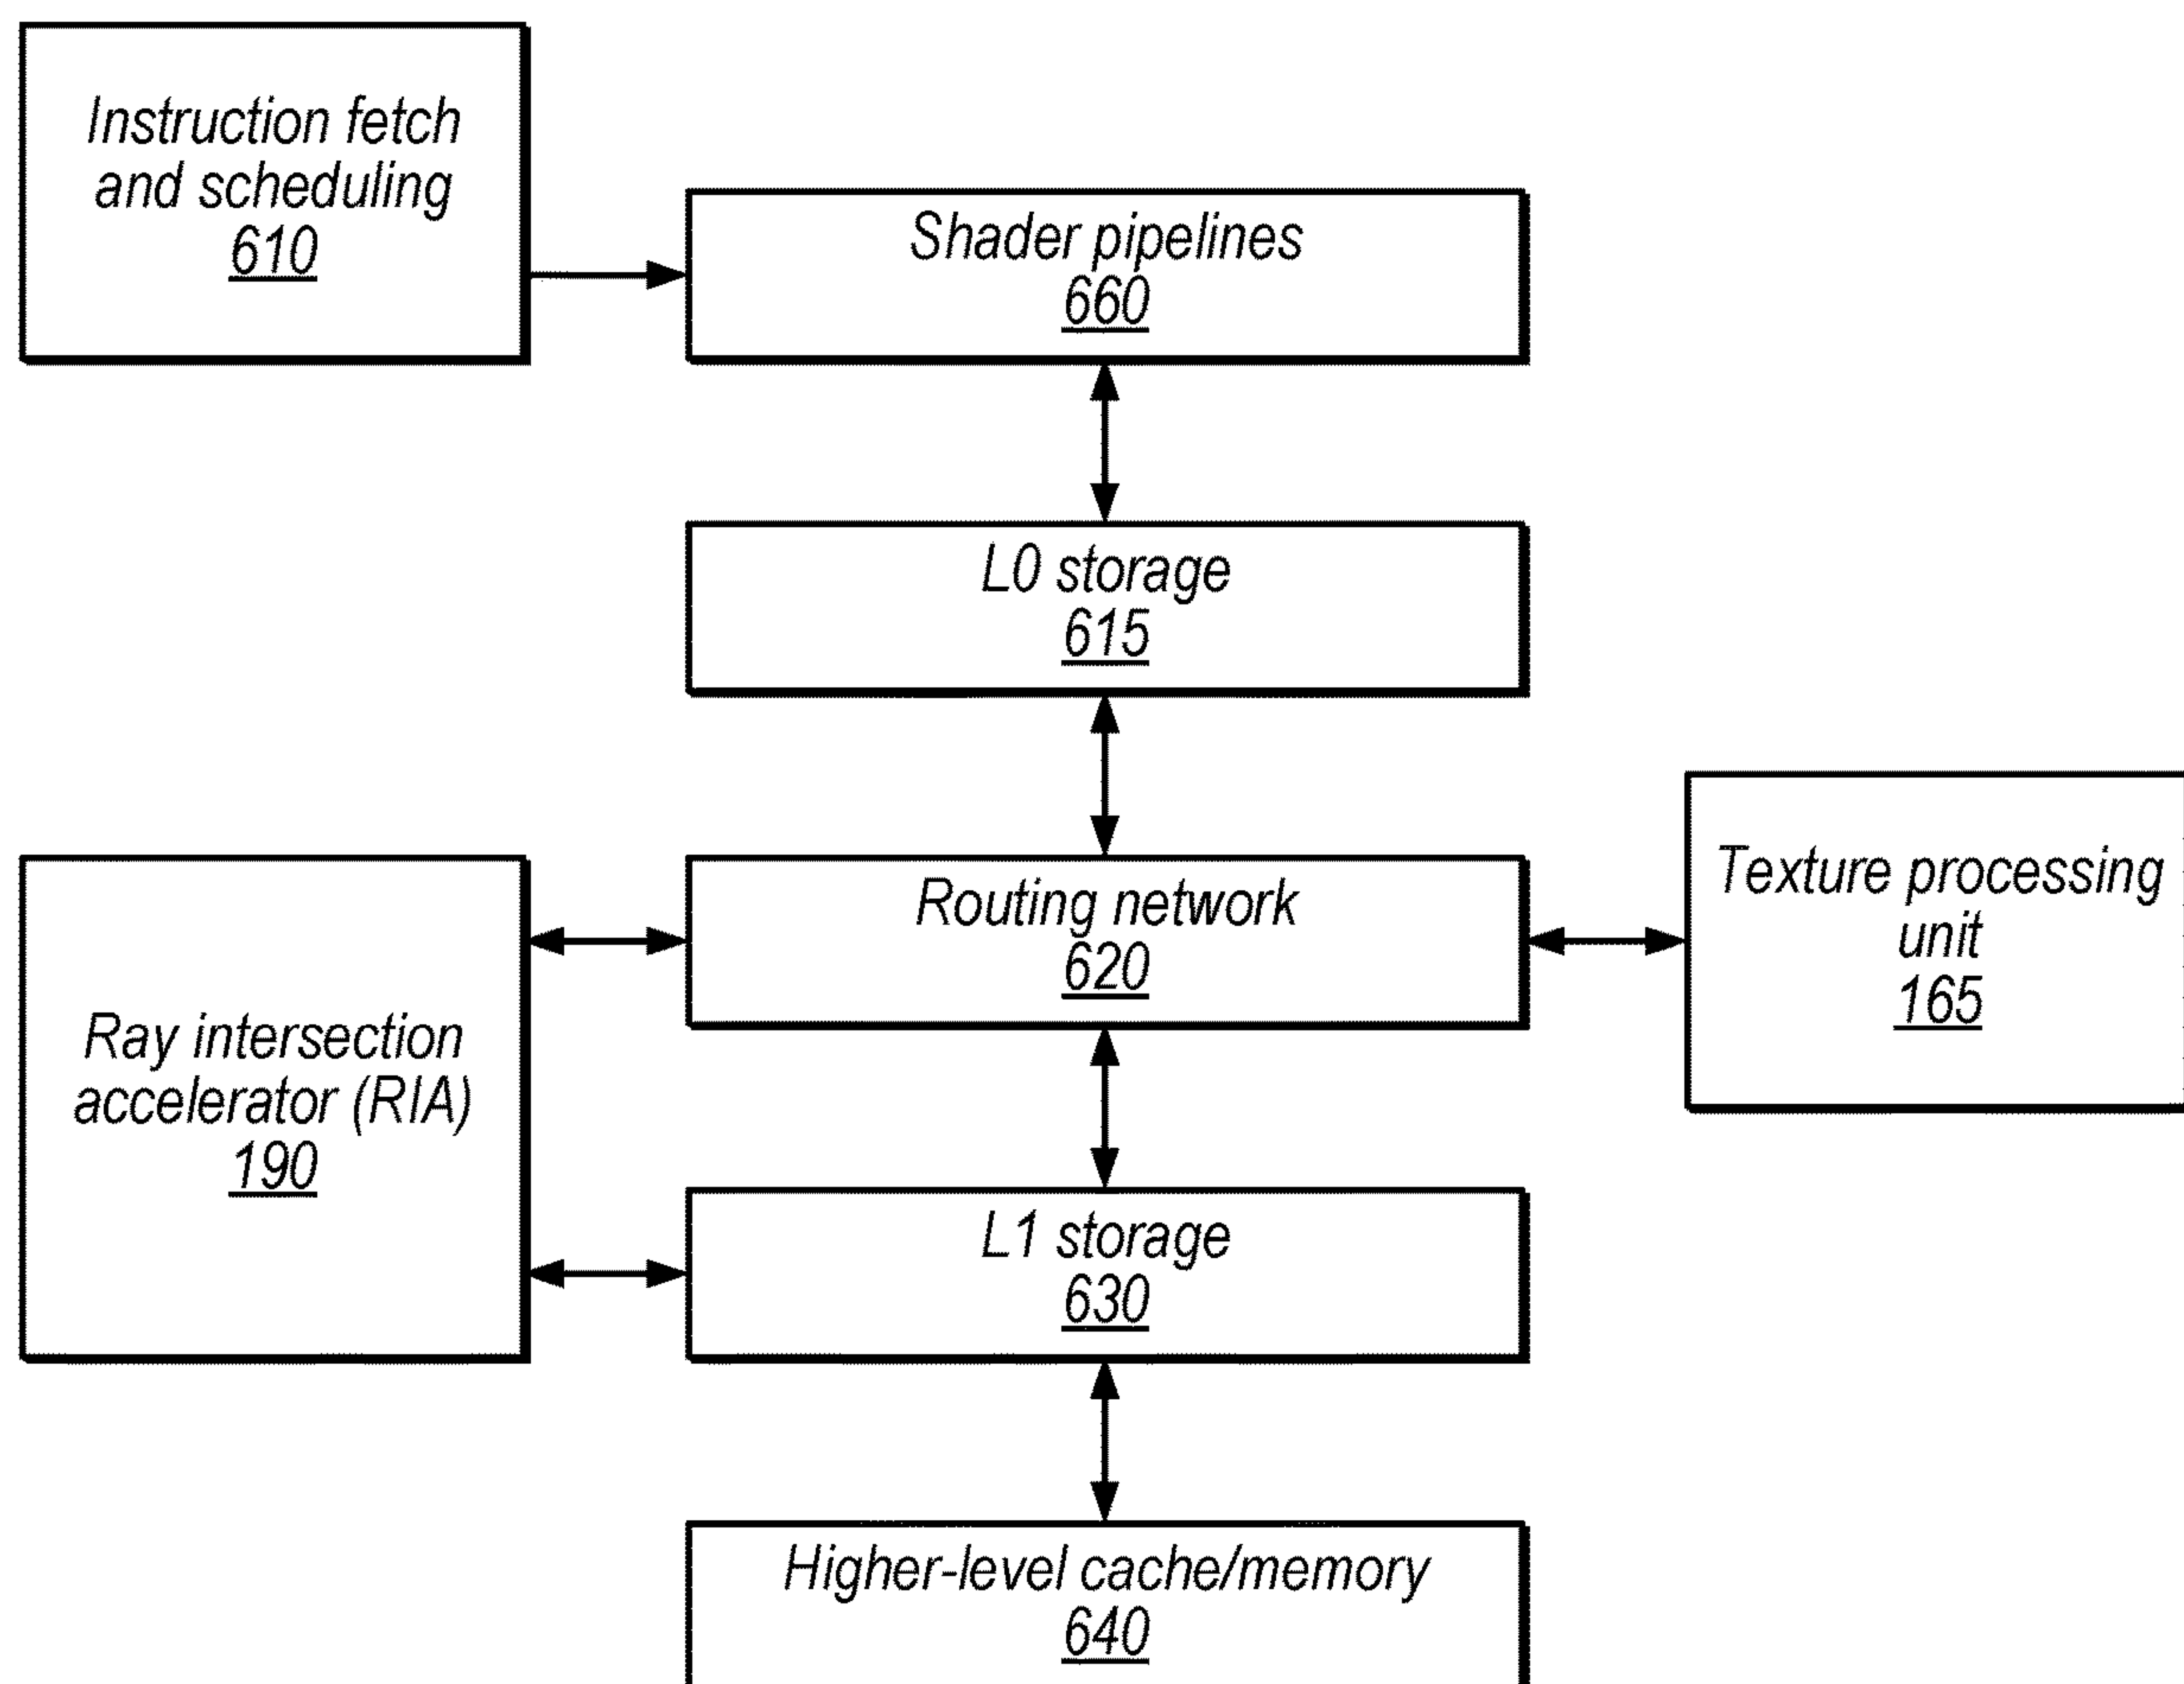 Instruction fetch
and scheduling
610
Shader pipelines
660
L0 storage
615
Routing network
620
Texture processing
unit
165
Ray intersection
accelerator (RIA)
190
L1 storage
630
Higher-level cache/memory
640